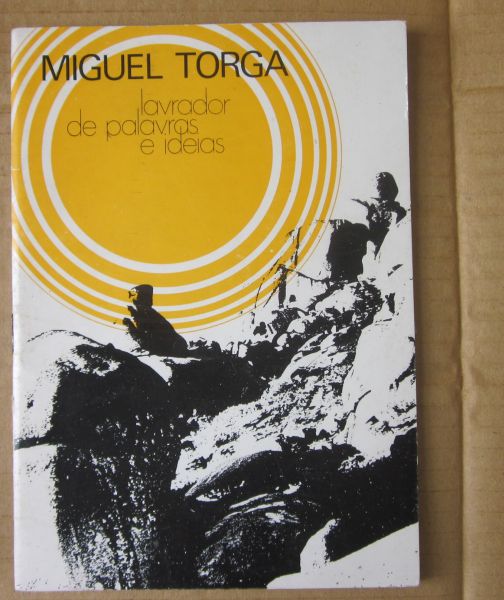 MIGUEL TORGA
lavrador
de palavras
e ideias